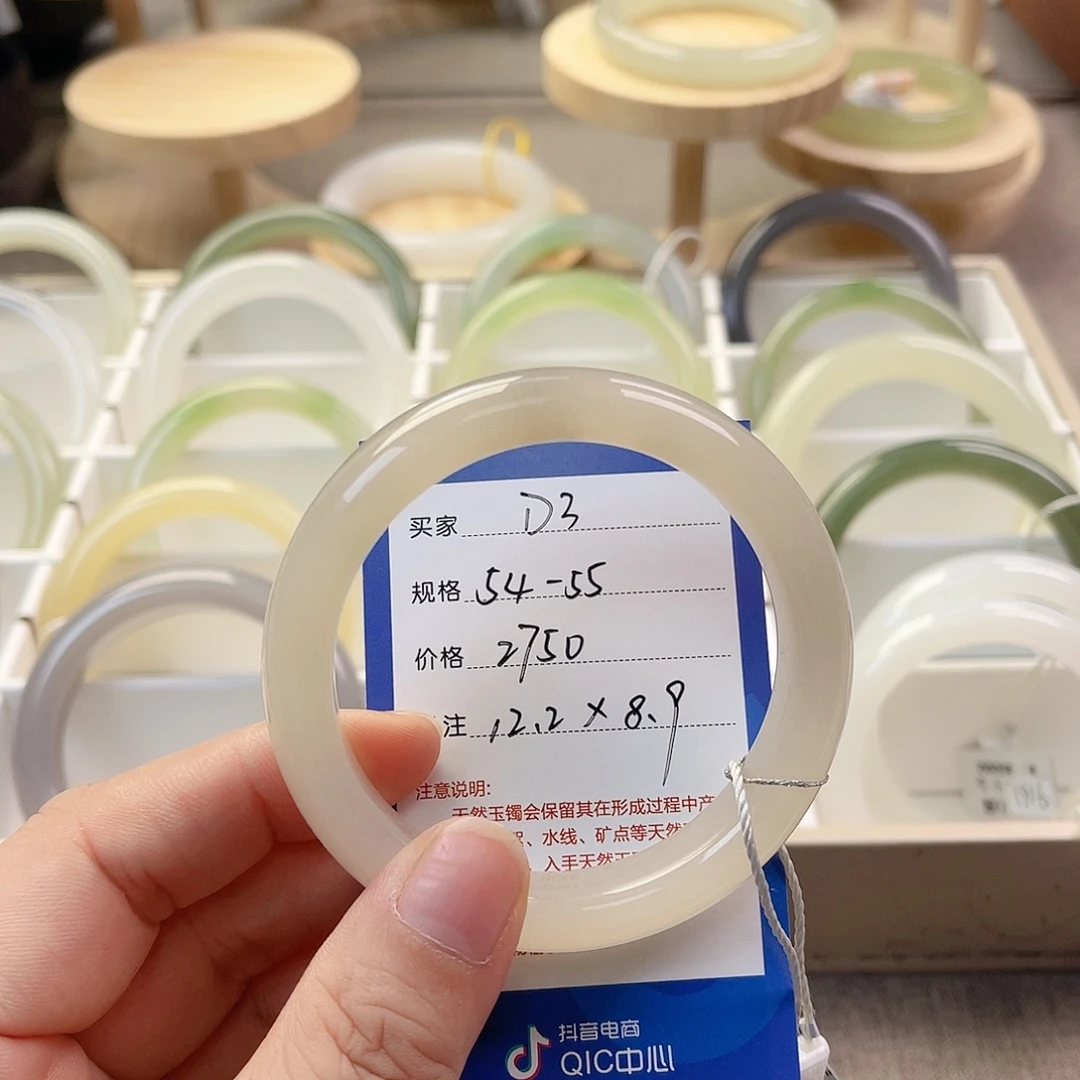 买家 D3
规格 54-55
价格 2750
注 12.2×8.9
注意说明:
天然玉镯会保留其在形成过程中产
、水线、矿点等天然
入手天然
抖音电商
QIC中心